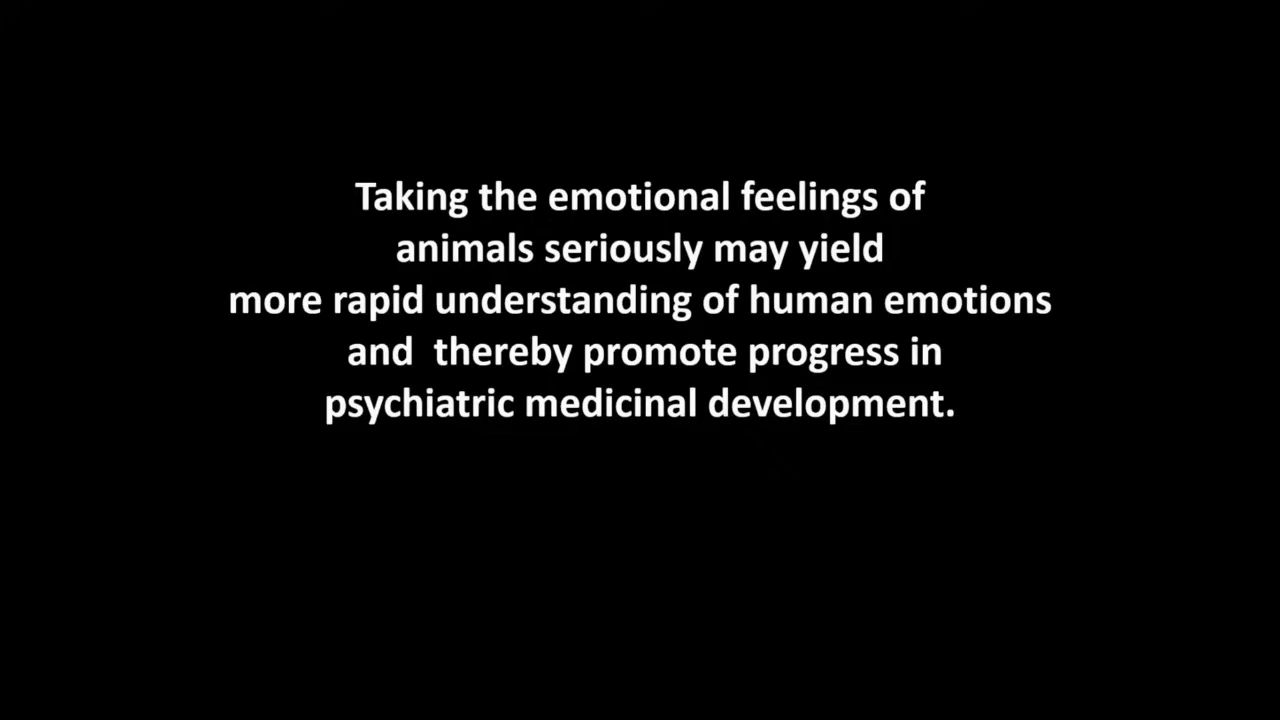 Taking the emotional feelings of
animals seriously may yield
more rapid understanding of human emotions
and  thereby promote progress in
psychiatric medicinal development.